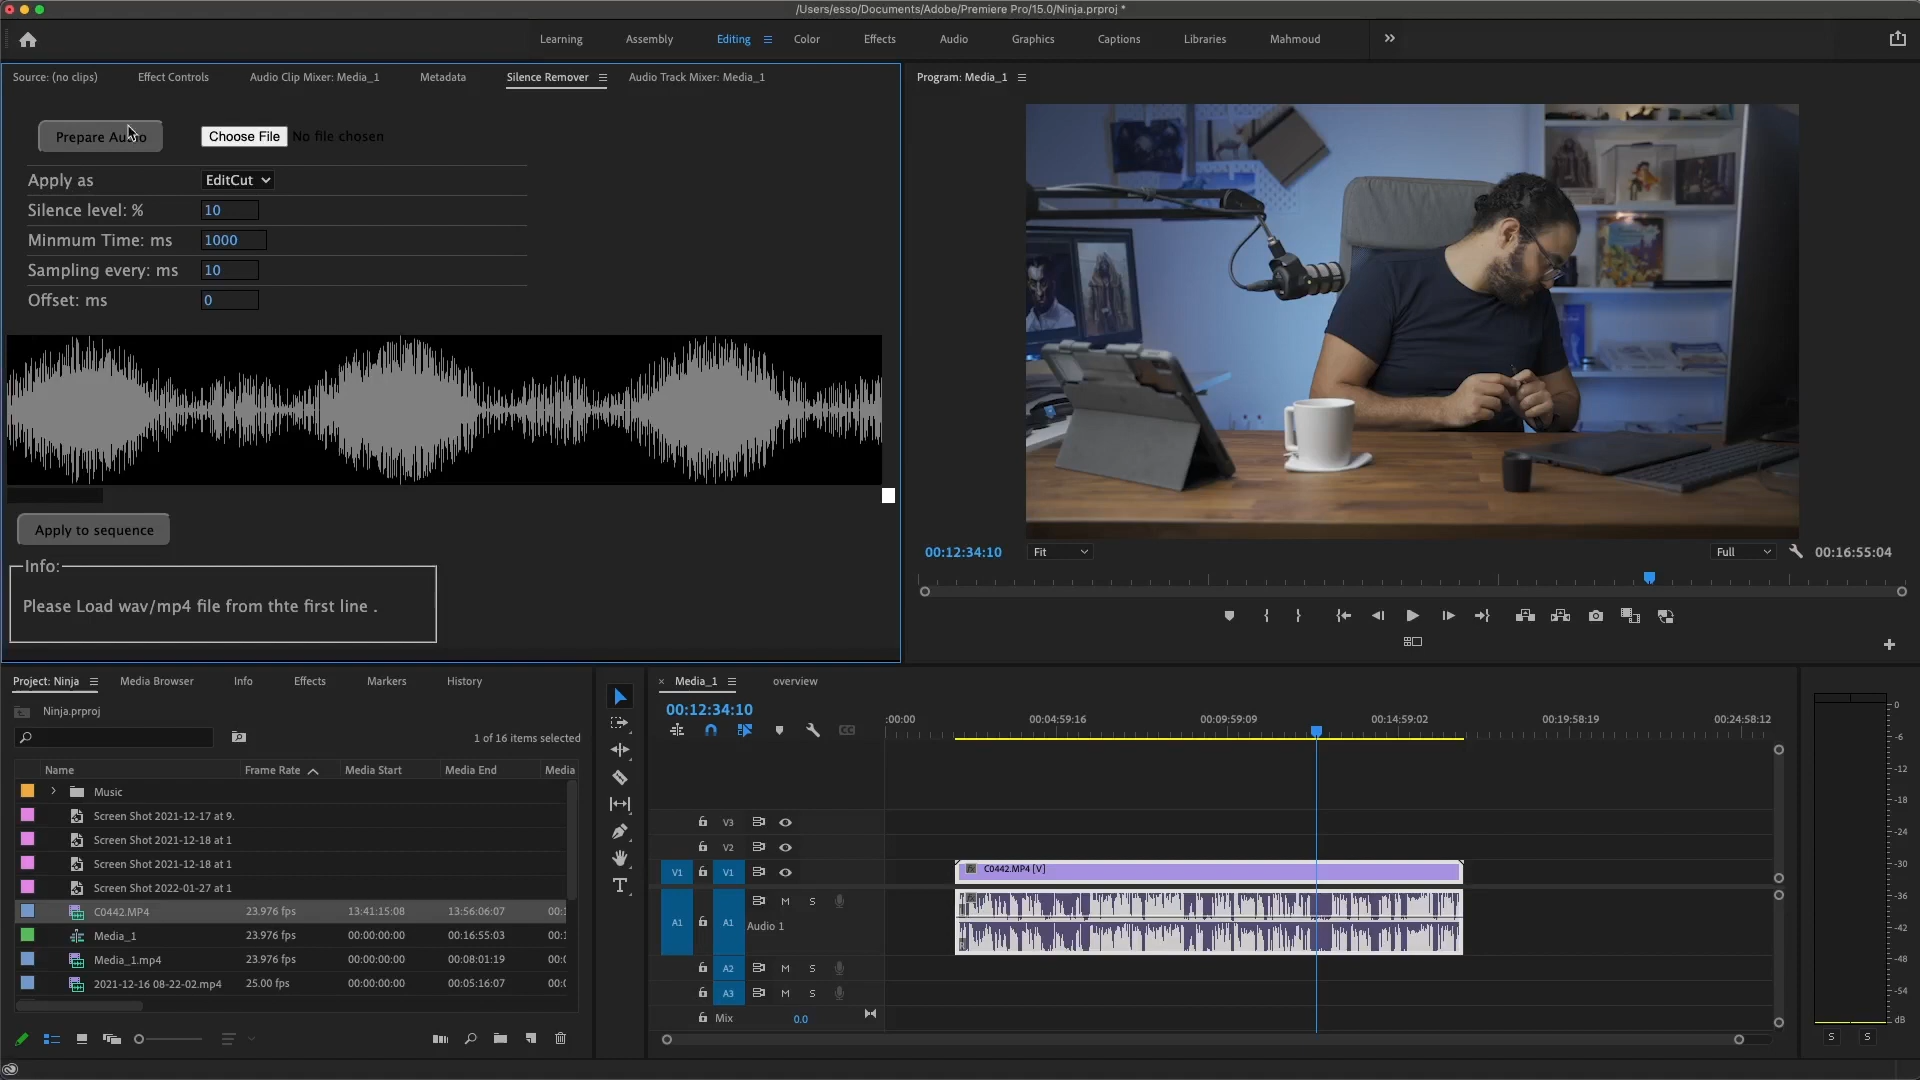 /Users/esso/Documents/Adobe/Premiere Pro/15.0/Ninja.prproj *
Learning Assembly Editing Color Effects Audio Graphics Captions Libraries Mahmoud
Source: (no clips) Effect Controls Audio Clip Mixer: Media_1 Metadata Silence Remover Audio Track Mixer: Media_1
Program: Media_1
Prepare Audio Choose File No file chosen
Apply as EditCut
Silence level: % 10
Minmum Time: ms 1000
Sampling every: ms 10
Offset: ms 0
Apply to sequence
Info:
Please Load wav/mp4 file from thte first line .
00:12:34:10 Fit Full 00:16:55:04
Project: Ninja Media Browser Info Effects Markers History
Ninja.prproj
1 of 16 items selected
Name Frame Rate Media Start Media End Media
Music
Screen Shot 2021-12-17 at 9.
Screen Shot 2021-12-18 at 1
Screen Shot 2021-12-18 at 1
Screen Shot 2022-01-27 at 1
C0442.MP4 23.976 fps 13:41:15:08 13:56:06:07 00:1
Media_1 23.976 fps 00:00:00:00 00:16:55:03 00:1
Media_1.mp4 23.976 fps 00:00:00:00 00:08:01:19 00:0
2021-12-16 08-22-02.mp4 25.00 fps 00:00:00:00 00:05:16:07 00:0
× Media_1 overview
00:12:34:10
:00:00 00:04:59:16 00:09:59:09 00:14:59:02 00:19:58:19 00:24:58:12
CC
V3
V2
V1 V1
C0442.MP4 [V]
fx
A1 A1 M S
Audio 1
A2 M S
A3 M S
Mix 0.0
0
-6
-12
-18
-24
-30
-36
-42
-48
-54
dB
S S